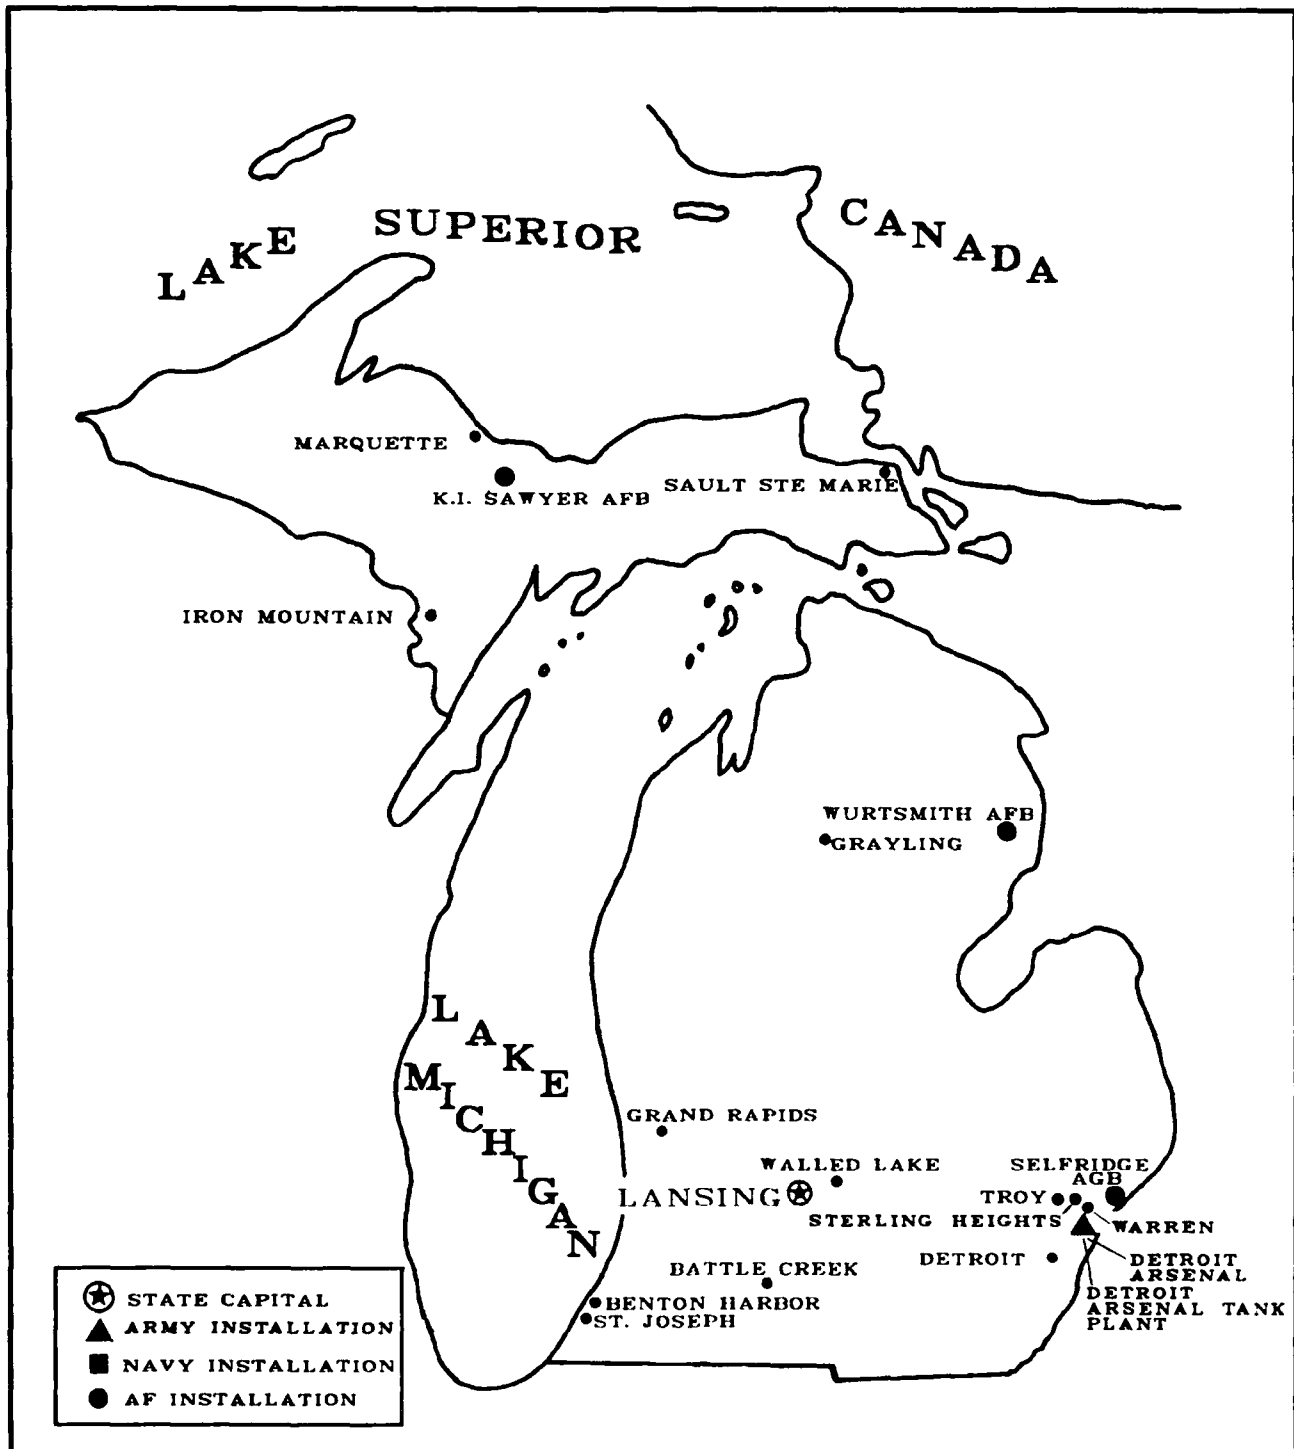 LAKE SUPERIOR
CANADA
MARQUETTE
K.I. SAWYER AFB
SAULT STE MARIE
IRON MOUNTAIN
WURTSMITH AFB
GRAYLING
LAKE
MICHIGAN
GRAND RAPIDS
WALLED LAKE
LANSING
SELFRIDGE
AGB
TROY
STERLING HEIGHTS
WARREN
DETROIT
DETROIT
ARSENAL
DETROIT
ARSENAL TANK
PLANT
BATTLE CREEK
BENTON HARBOR
ST. JOSEPH
STATE CAPITAL
ARMY INSTALLATION
NAVY INSTALLATION
AF INSTALLATION